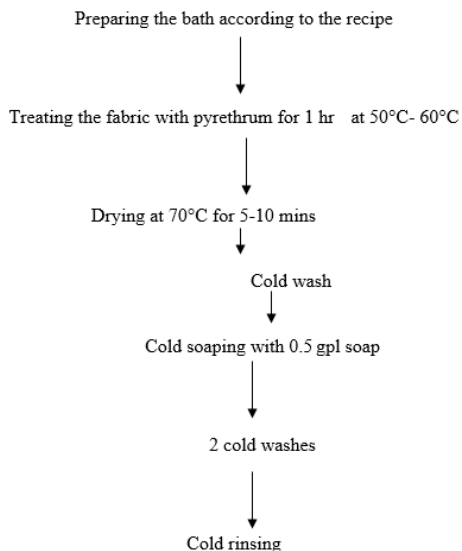 Preparing the bath according to the recipe
Treating the fabric with pyrethrum for 1 hr at 50°C- 60°C
Drying at 70°C for 5-10 mins
Cold wash
Cold soaping with 0.5 gpl soap
2 cold washes
Cold rinsing